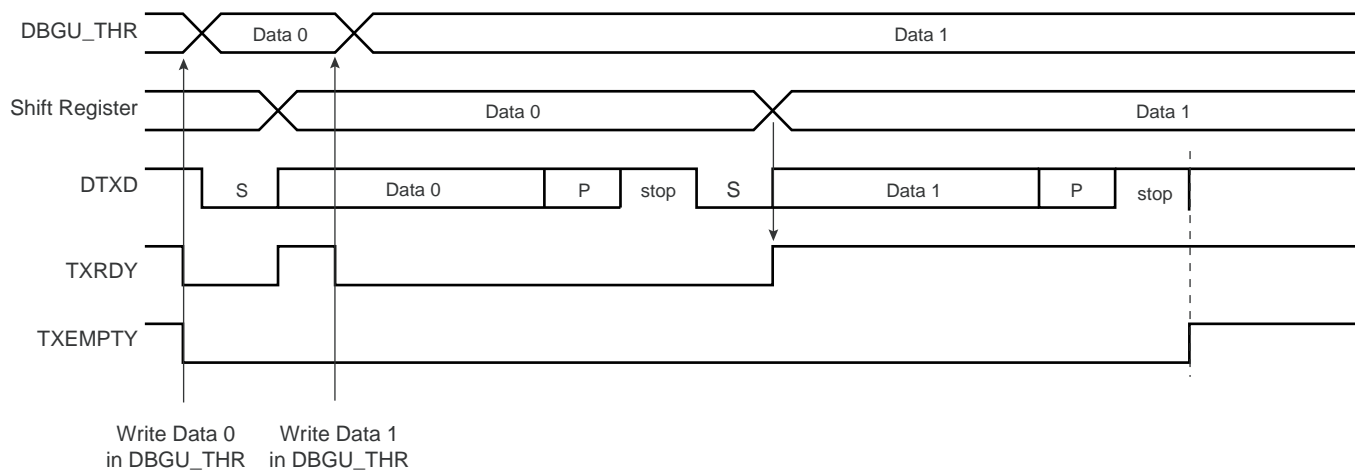 DBGU_THR
Data 0
Data 1
Shift Register
Data 0
Data 1
DTXD
S
Data 0
P
stop
S
Data 1
P
stop
TXRDY
TXEMPTY
Write Data 0
in DBGU_THR
Write Data 1
in DBGU_THR